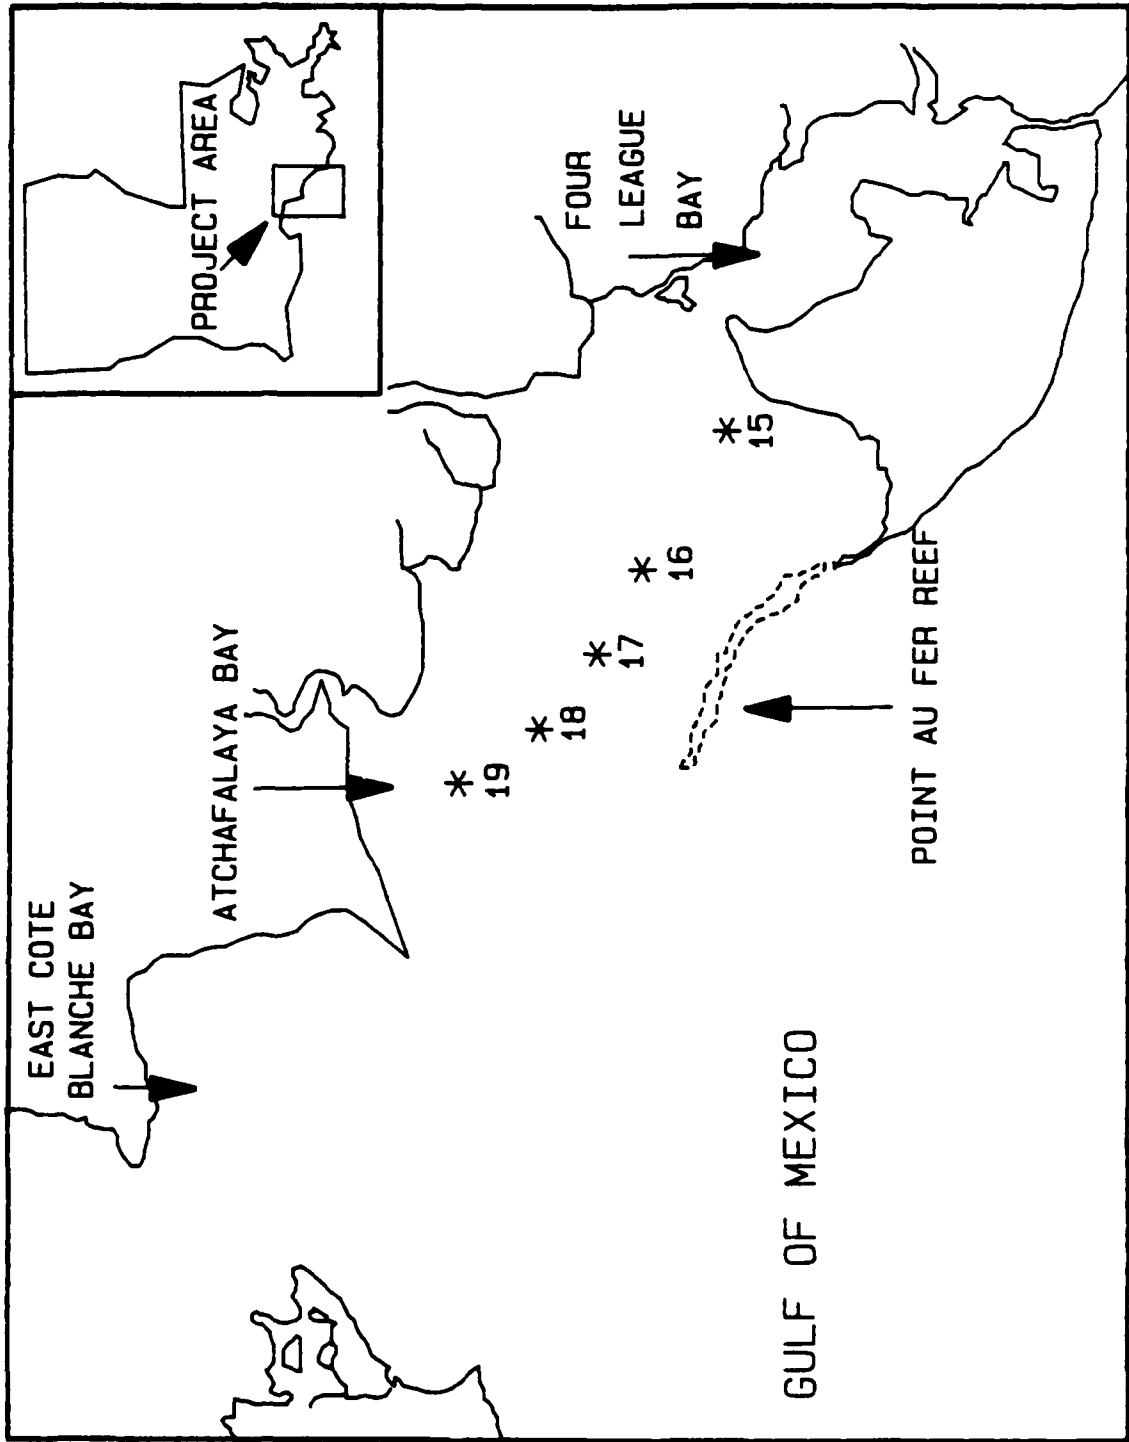 PROJECT AREA
EAST COTE
BLANCHE BAY
ATCHAFALAYA BAY
FOUR
LEAGUE
BAY
19
18
17
16
15
POINT AU FER REEF
GULF OF MEXICO